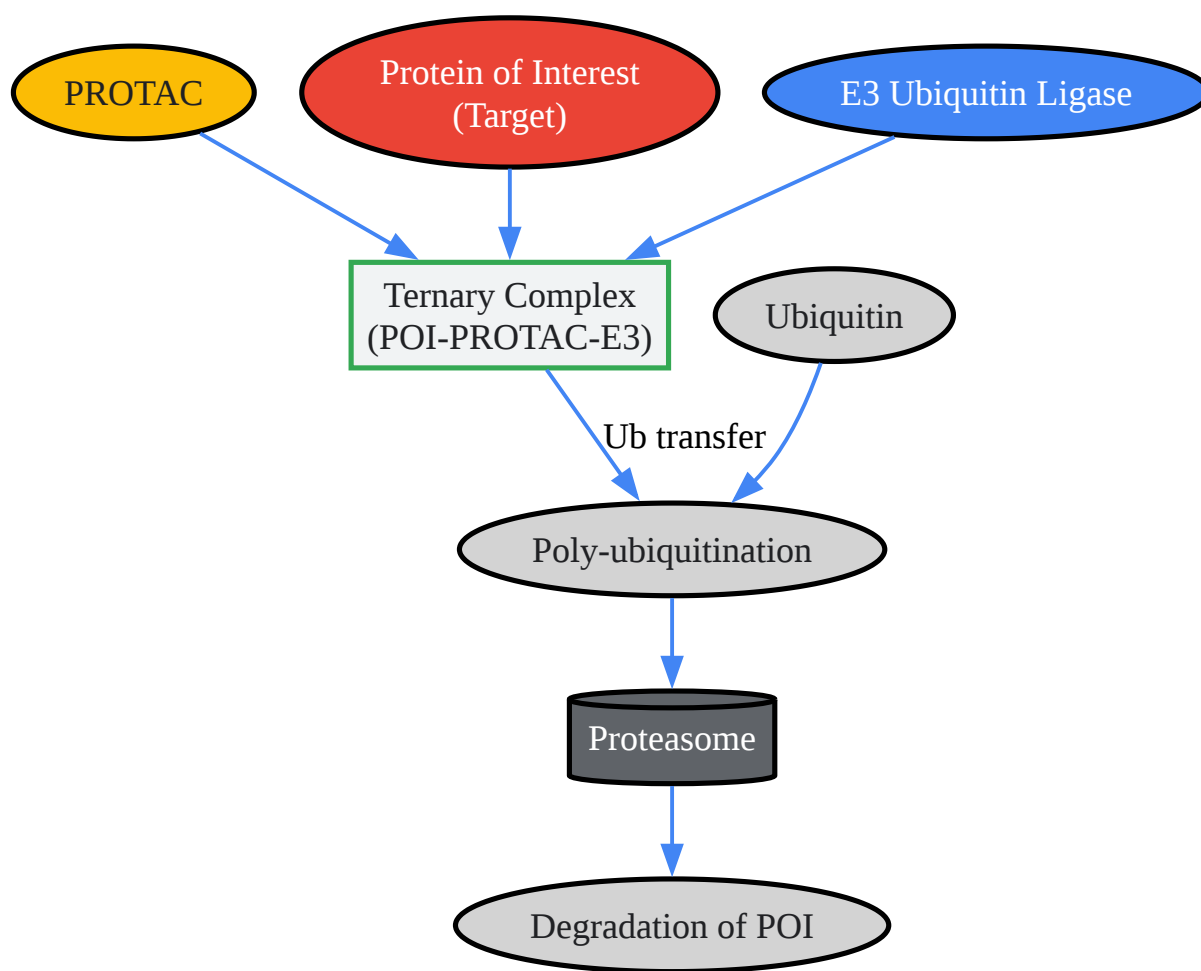 PROTAC
Protein of Interest
(Target)
E3 Ubiquitin Ligase
Ternary Complex
(POI-PROTAC-E3)
Ubiquitin
Ub transfer
Poly-ubiquitination
Proteasome
Degradation of POI